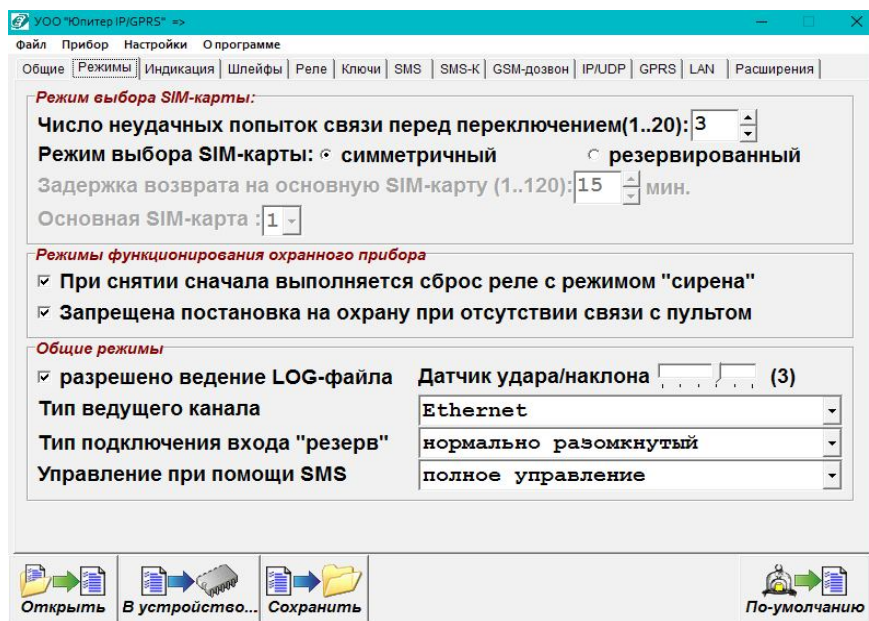 УОО "Юпитер IP/GPRS" =>
Файл Прибор Настройки О программе
Общие Режимы Индикация Шлейфы Реле Ключи SMS SMS-К GSM-дозвон IP/UDP GPRS LAN Расширения
Режим выбора SIM-карты:
Число неудачных попыток связи перед переключением(1..20): 3
Режим выбора SIM-карты: симметричный резервированный
Задержка возврата на основную SIM-карту (1..120): 15 мин.
Основная SIM-карта : 1
Режимы функционирования охранного прибора
При снятии сначала выполняется сброс реле с режимом "сирена"
Запрещена постановка на охрану при отсутствии связи с пультом
Общие режимы
разрешено ведение LOG-файла Датчик удара/наклона (3)
Тип ведущего канала Ethernet
Тип подключения входа "резерв" нормально разомкнутый
Управление при помощи SMS полное управление
Открыть В устройство... Сохранить По-умолчанию